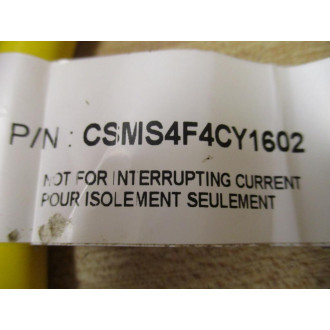 P/N : CSMS4F4CY1602
NOT FOR INTERRUPTING CURRENT
POUR ISOLEMENT SEULEMENT